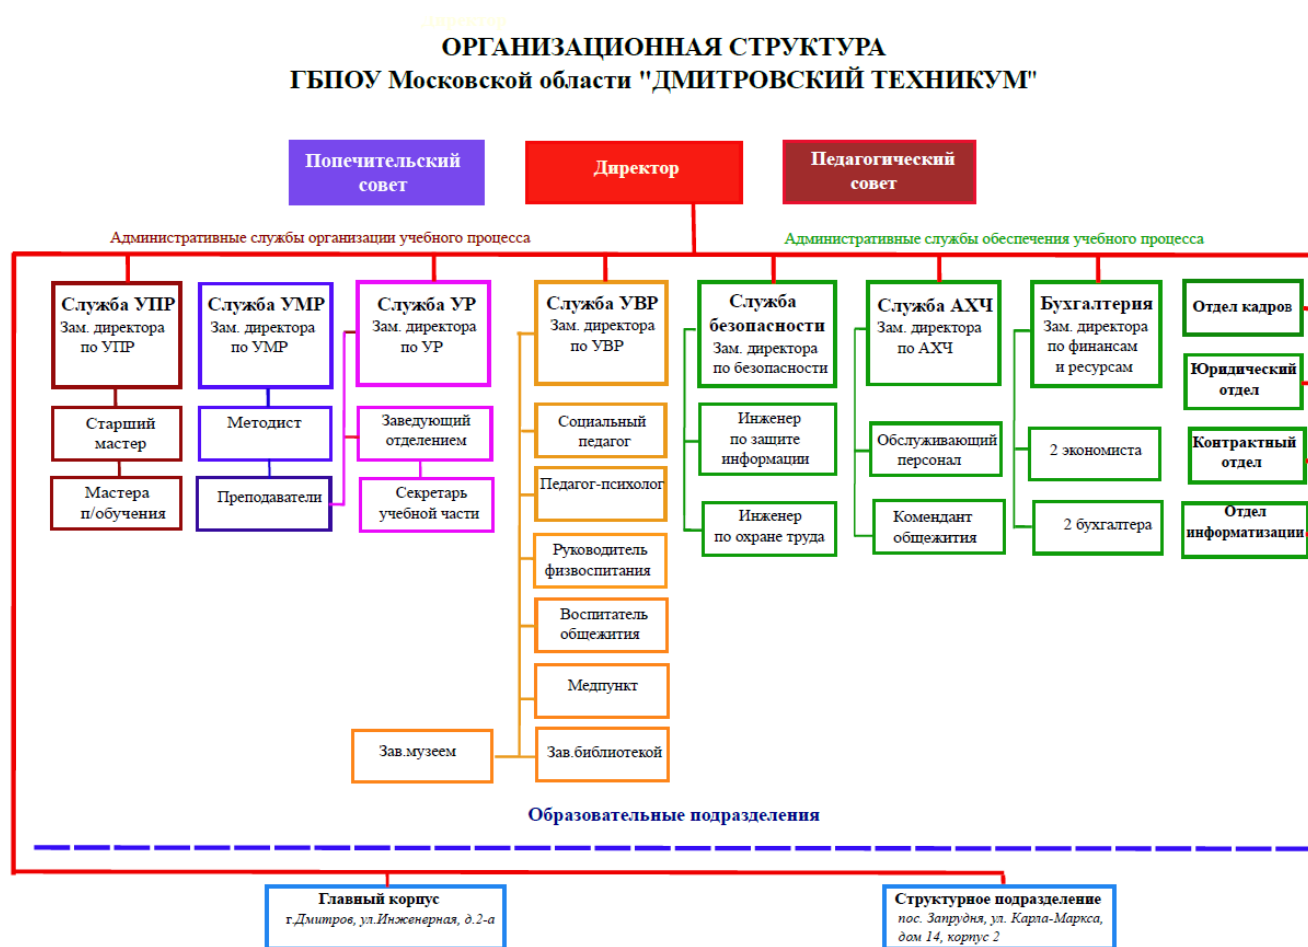 ОРГАНИЗАЦИОННАЯ СТРУКТУРА
ГБПОУ Московской области "ДМИТРОВСКИЙ ТЕХНИКУМ"
Попечительский
совет
Директор
Педагогический
совет
Административные службы организации учебного процесса
Административные службы обеспечения учебного процесса
Служба УПР
Зам. директора
по УПР
Старший
мастер
Мастера
п/обучения
Служба УМР
Зам. директора
по УМР
Методист
Преподаватели
Служба УР
Зам. директора
по УР
Заведующий
отделением
Секретарь
учебной части
Служба УВР
Зам. директора
по УВР
Социальный
педагог
Педагог-психолог
Руководитель
физвоспитания
Воспитатель
общежития
Медпункт
Зав.музеем
Зав.библиотекой
Служба
безопасности
Зам. директора
по безопасности
Инженер
по защите
информации
Инженер
по охране труда
Служба АХЧ
Зам. директора
по АХЧ
Обслуживающий
персонал
Комендант
общежития
Бухгалтерия
Зам. директора
по финансам
и ресурсам
2 экономиста
2 бухгалтера
Отдел кадров
Юридический
отдел
Контрактный
отдел
Отдел
информатизации
Образовательные подразделения
Главный корпус
г.Дмитров, ул.Инженерная, д.2-а
Структурное подразделение
пос. Запрудня, ул. Карла-Маркса,
дом 14, корпус 2